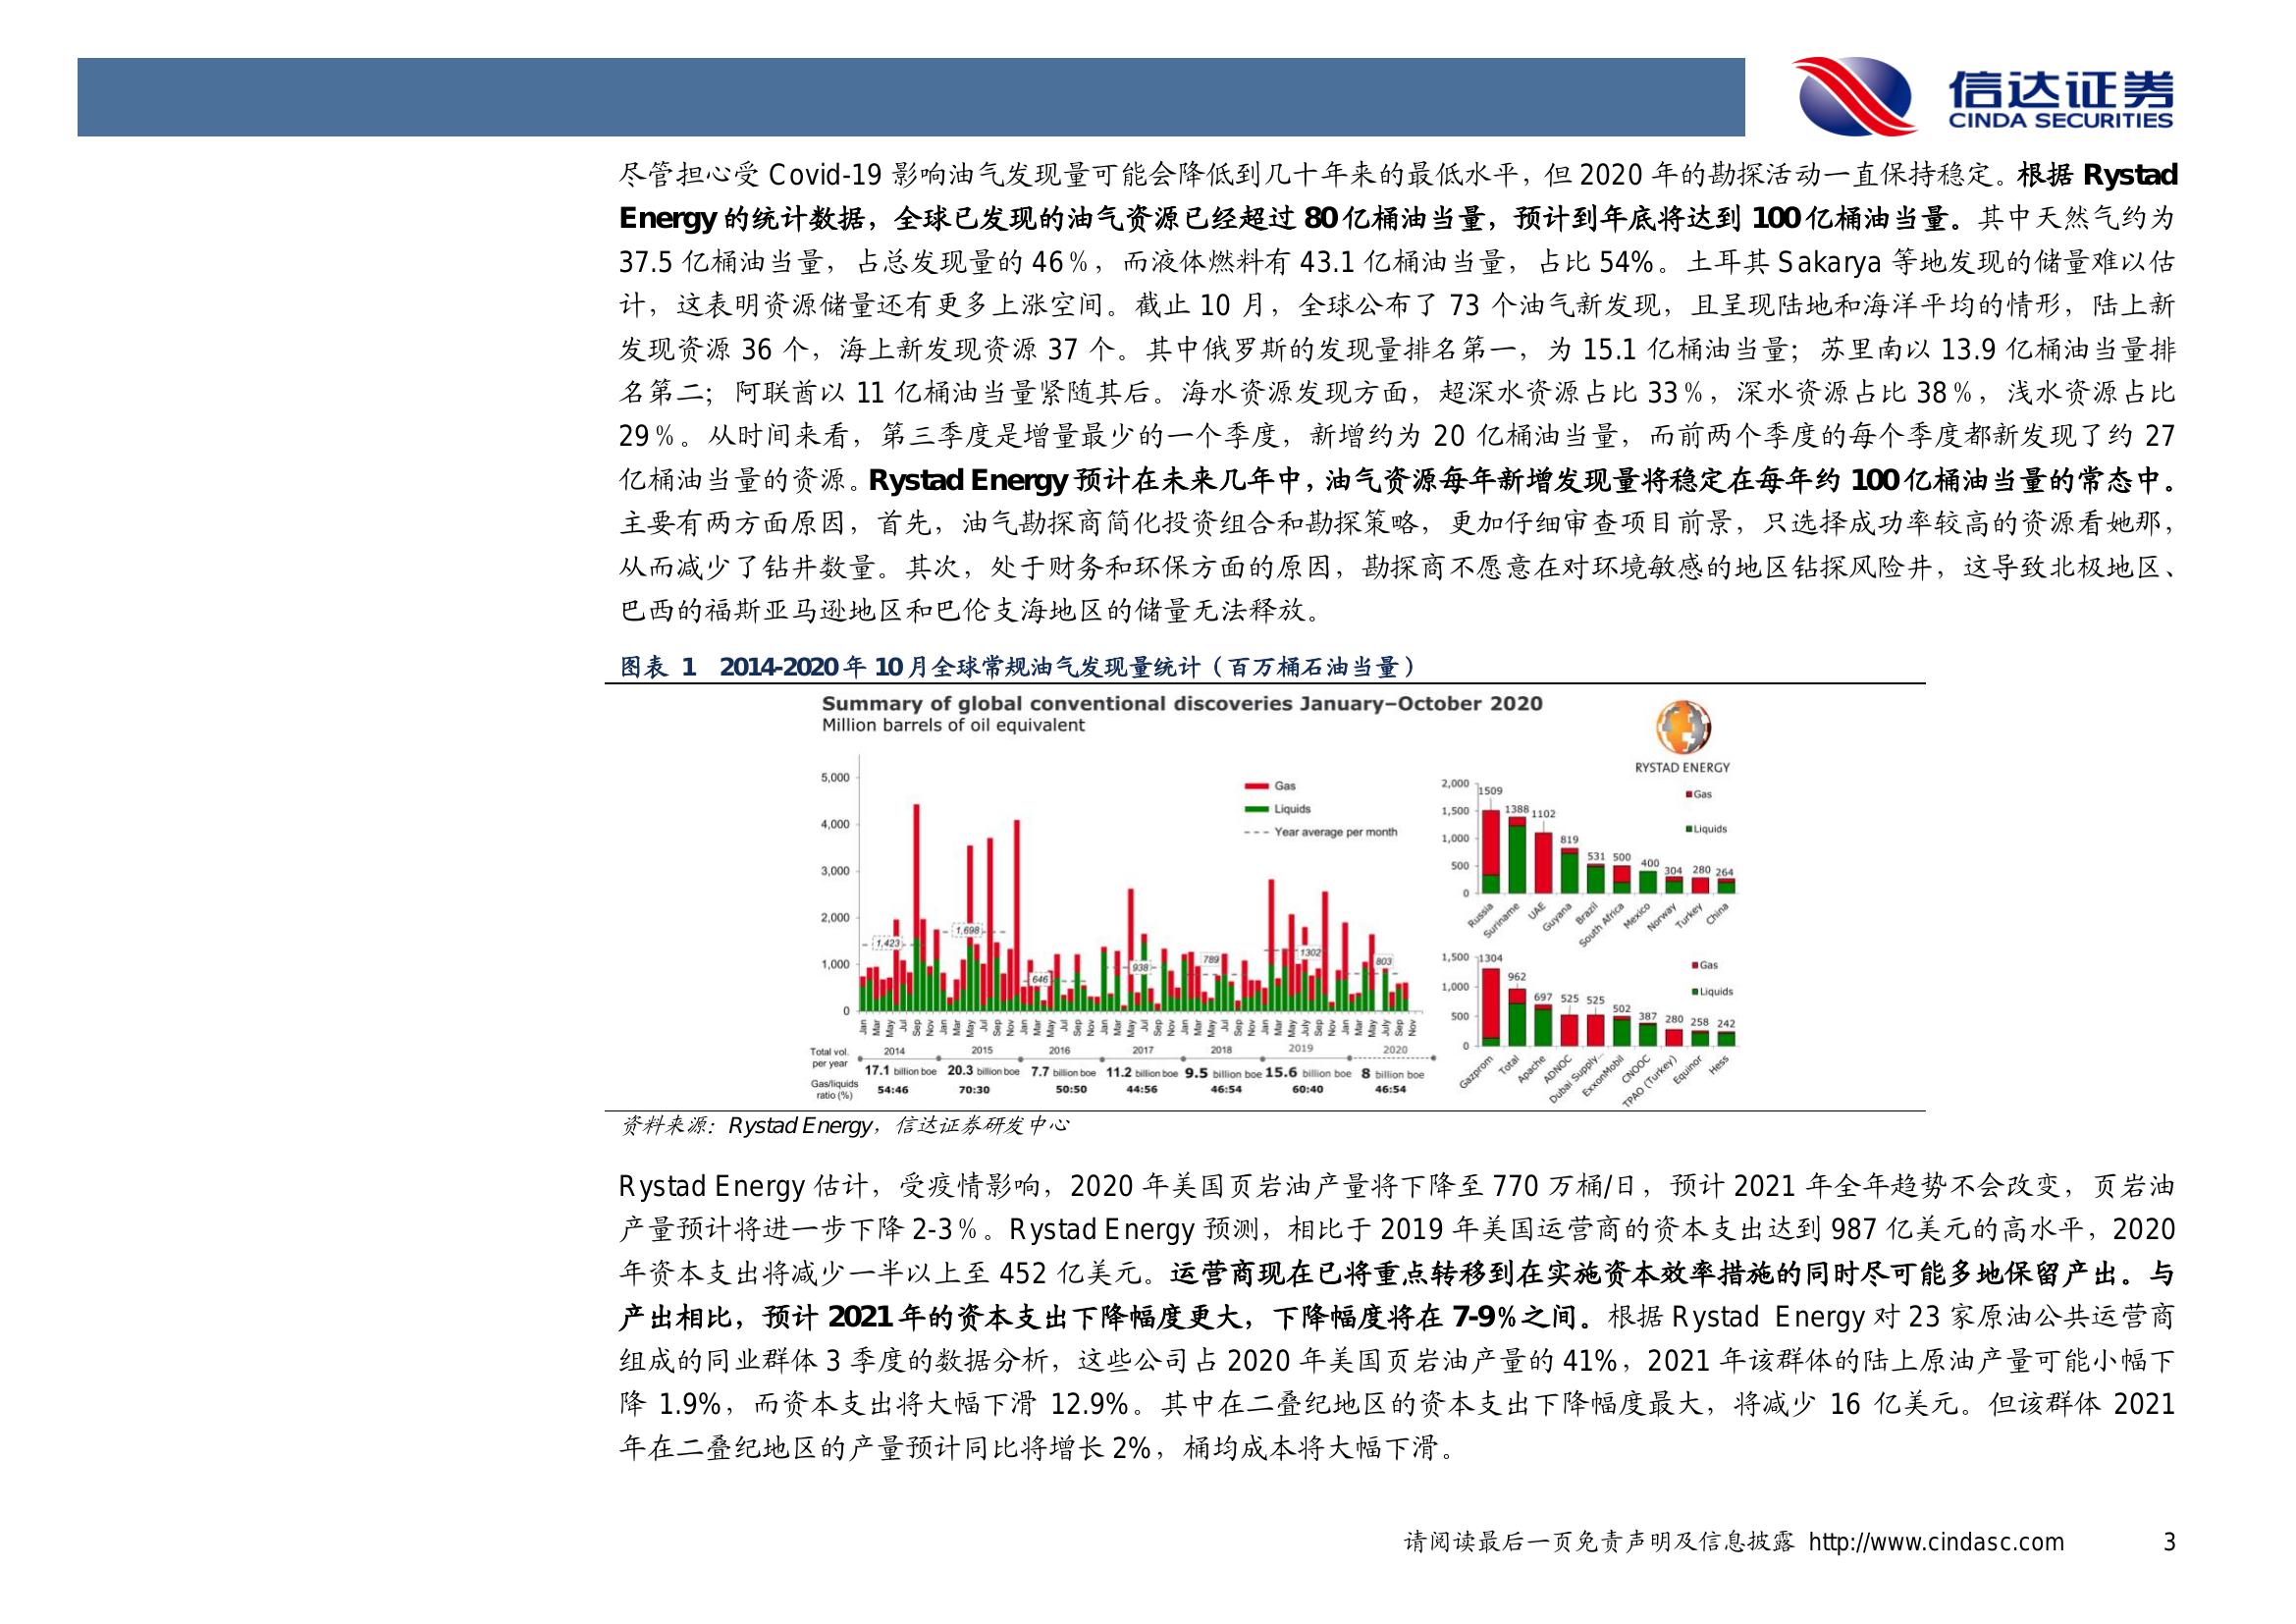 信达证券
CINDA SECURITIES
尽管担心受 Covid-19 影响油气发现量可能会降低到几十年来的最低水平，但 2020 年的勘探活动一直保持稳定。根据 Rystad
Energy 的统计数据，全球已发现的油气资源已经超过 80 亿桶油当量，预计到年底将达到 100 亿桶油当量。其中天然气约为
37.5 亿桶油当量，占总发现量的 46%，而液体燃料有 43.1 亿桶油当量，占比 54%。土耳其 Sakarya 等地发现的储量难以估
计，这表明资源储量还有更多上涨空间。截止 10 月，全球公布了 73 个油气新发现，且呈现陆地和海洋平均的情形，陆上新
发现资源 36 个，海上新发现资源 37 个。其中俄罗斯的发现量排名第一，为 15.1 亿桶油当量；苏里南以 13.9 亿桶油当量排
名第二；阿联酋以 11 亿桶油当量紧随其后。海水资源发现方面，超深水资源占比 33%，深水资源占比 38%，浅水资源占比
29%。从时间来看，第三季度是增量最少的一个季度，新增约为 20 亿桶油当量，而前两个季度的每个季度都新发现了约 27
亿桶油当量的资源。Rystad Energy 预计在未来几年中，油气资源每年新增发现量将稳定在每年约 100 亿桶油当量的常态中。
主要有两方面原因，首先，油气勘探商简化投资组合和勘探策略，更加仔细审查项目前景，只选择成功率较高的资源看她那，
从而减少了钻井数量。其次，处于财务和环保方面的原因，勘探商不愿意在对环境敏感的地区钻探风险井，这导致北极地区、
巴西的福斯亚马逊地区和巴伦支海地区的储量无法释放。
图表 1 2014-2020 年 10 月全球常规油气发现量统计（百万桶石油当量）
Summary of global conventional discoveries January–October 2020
Million barrels of oil equivalent
RYSTAD ENERGY
5,000
4,000
3,000
2,000
1,000
0
Gas
Liquids
Year average per month
1,423
1,698
646
938
789
1302
803
Jan Mar May Jul Sep Nov Jan Mar May Jul Sep Nov Jan Mar May Jul Sep Nov Jan Mar May Jul Sep Nov Jan Mar May Jul Sep Nov Jan Mar May Jul Sep Nov Jan Mar May July Sep Nov
Total vol. per year
2014 2015 2016 2017 2018 2019 2020
17.1 billion boe 20.3 billion boe 7.7 billion boe 11.2 billion boe 9.5 billion boe 15.6 billion boe 8 billion boe
Gas/liquids ratio (%)
54:46 70:30 50:50 44:56 46:54 60:40 46:54
2,000
1,500
1,000
500
0
Gas
Liquids
1509 1388 1102 819 531 500 400 304 280 264
Russia Suriname UAE Guyana Brazil South Africa Mexico Norway Turkey China
1,500
1,000
500
0
Gas
Liquids
1304 962 697 525 525 502 387 280 258 242
Gazprom Total Apache ADNOC Dubai Supply... ExxonMobil CNOOC TPAO (Turkey) Equinor Hess
资料来源：Rystad Energy，信达证券研发中心
Rystad Energy 估计，受疫情影响，2020 年美国页岩油产量将下降至 770 万桶/日，预计 2021 年全年趋势不会改变，页岩油
产量预计将进一步下降 2-3%。Rystad Energy 预测，相比于 2019 年美国运营商的资本支出达到 987 亿美元的高水平，2020
年资本支出将减少一半以上至 452 亿美元。运营商现在已将重点转移到在实施资本效率措施的同时尽可能多地保留产出。与
产出相比，预计 2021 年的资本支出下降幅度更大，下降幅度将在 7-9%之间。根据 Rystad Energy 对 23 家原油公共运营商
组成的同业群体 3 季度的数据分析，这些公司占 2020 年美国页岩油产量的 41%，2021 年该群体的陆上原油产量可能小幅下
降 1.9%，而资本支出将大幅下滑 12.9%。其中在二叠纪地区的资本支出下降幅度最大，将减少 16 亿美元。但该群体 2021
年在二叠纪地区的产量预计同比将增长 2%，桶均成本将大幅下滑。
请阅读最后一页免责声明及信息披露 http://www.cindasc.com 3